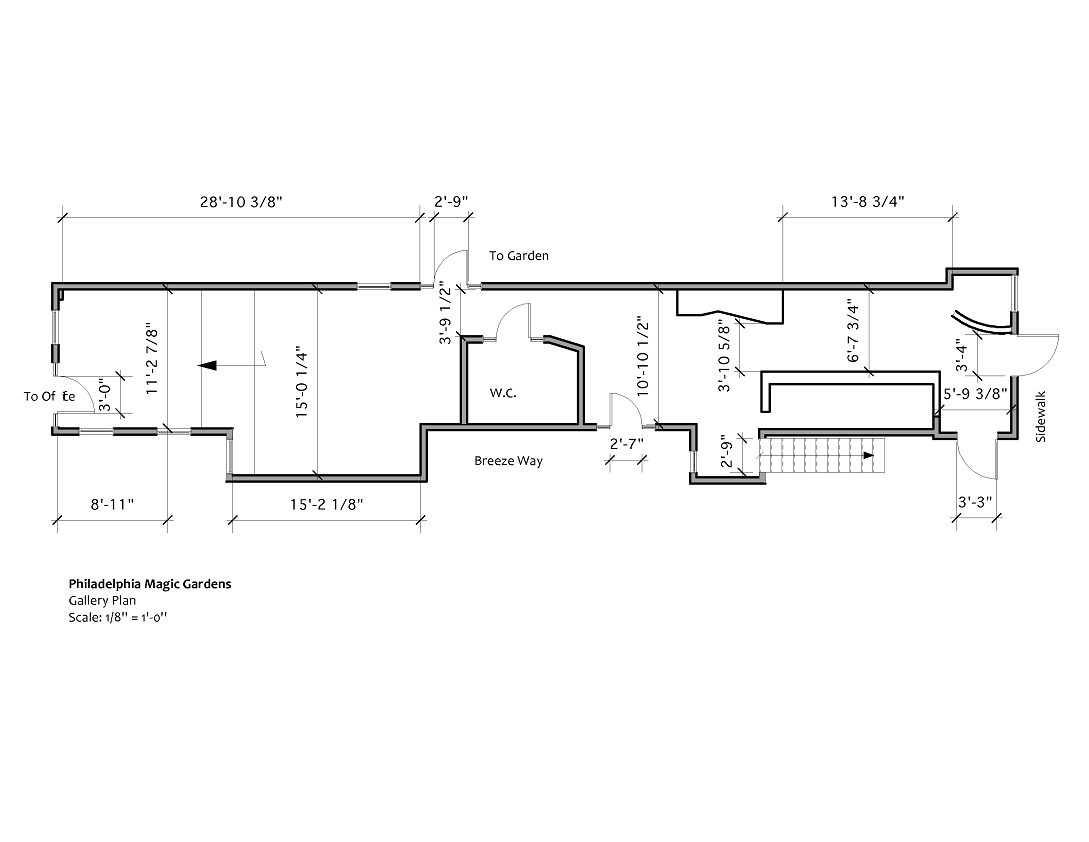 28'-10 3/8"
2'-9"
13'-8 3/4"
To Garden
3'-9 1/2"
11'-2 7/8"
15'-0 1/4"
10'-10 1/2"
3'-10 5/8"
6'-7 3/4"
3'-4"
To Of
3'-0"
W.C.
5'-9 3/8"
Sidewalk
2'-7"
2'-9"
Breeze Way
8'-11"
15'-2 1/8"
3'-3"
Philadelphia Magic Gardens
Gallery Plan
Scale: 1/8" = 1'-0"